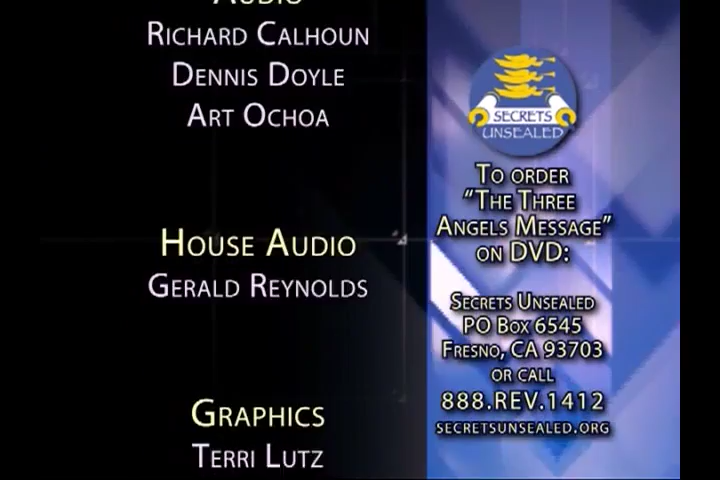 AUDIO
RICHARD CALHOUN
DENNIS DOYLE
ART OCHOA
HOUSE AUDIO
GERALD REYNOLDS
GRAPHICS
TERRI LUTZ
SECRETS
UNSEALED
TO ORDER
"THE THREE
ANGELS MESSAGE"
ON DVD:
SECRETS UNSEALED
PO BOX 6545
FRESNO, CA 93703
OR CALL
888.REV.1412
SECRETSUNSEALED.ORG